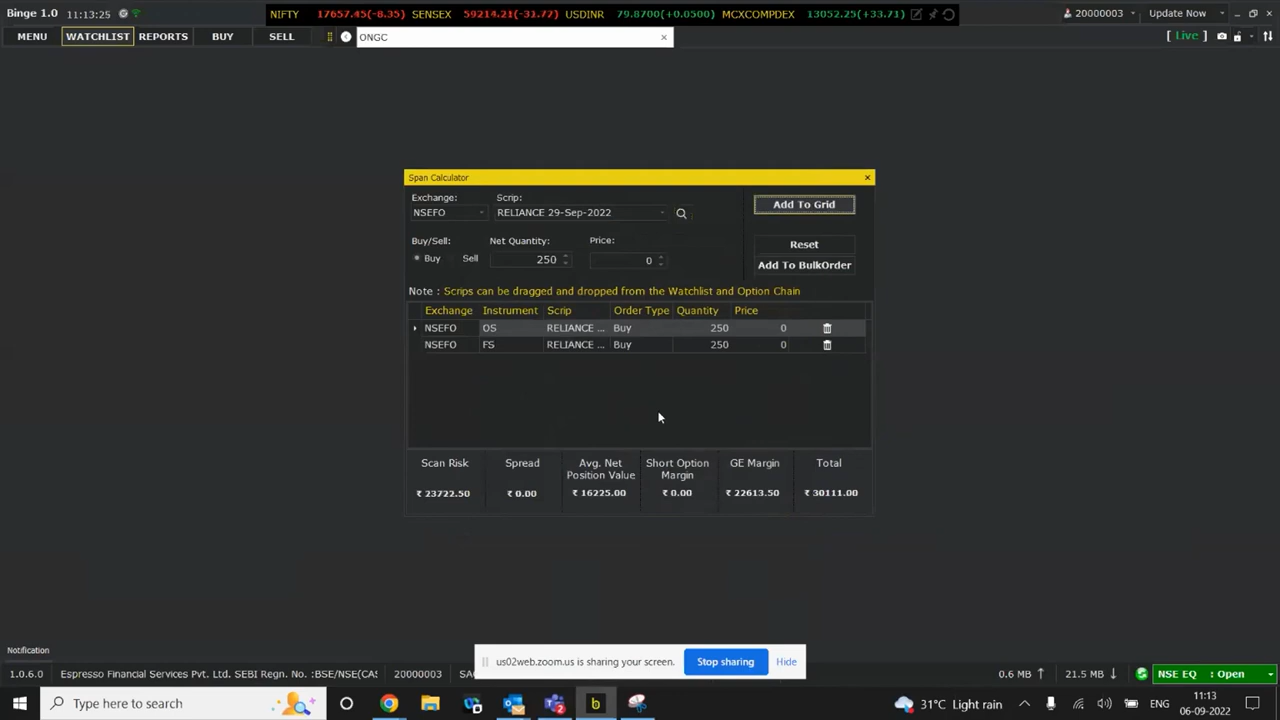 Binge 1.0 11:13:25 NIFTY 17657.45(-8.35) SENSEX 59214.21(-31.72) USDINR 79.8700(+0.0500) MCXCOMPDEX 13052.25(+33.71) 20000003 Update Now
MENU WATCHLIST REPORTS BUY SELL ONGC [ Live ]
Span Calculator
Exchange: Scrip:
NSEFO RELIANCE 29-Sep-2022 Add To Grid
Buy/Sell: Net Quantity: Price: Reset
Buy Sell 250 0 Add To BulkOrder
Note : Scrips can be dragged and dropped from the Watchlist and Option Chain
Exchange Instrument Scrip Order Type Quantity Price
NSEFO OS RELIANCE ... Buy 250 0
NSEFO FS RELIANCE ... Buy 250 0
Scan Risk Spread Avg. Net Position Value Short Option Margin GE Margin Total
₹ 23722.50 ₹ 0.00 ₹ 16225.00 ₹ 0.00 ₹ 22613.50 ₹ 30111.00
Notification
us02web.zoom.us is sharing your screen. Stop sharing Hide
1.0.6.0 Espresso Financial Services Pvt. Ltd. SEBI Regn. No. :BSE/NSE(CAS 20000003 0.6 MB 21.5 MB NSE EQ : Open
Type here to search 31°C Light rain ENG 11:13
06-09-2022